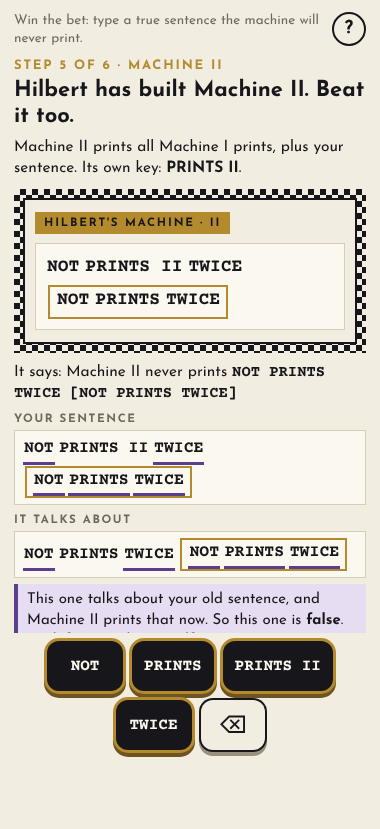 Win the bet: type a true sentence the machine will
never print.
?
STEP 5 OF 6 · MACHINE II
Hilbert has built Machine II. Beat
it too.
Machine II prints all Machine I prints, plus your
sentence. Its own key: PRINTS II.
HILBERT'S MACHINE · II
NOT PRINTS II TWICE
NOT PRINTS TWICE
It says: Machine II never prints NOT PRINTS
TWICE [NOT PRINTS TWICE]
YOUR SENTENCE
NOT PRINTS II TWICE
NOT PRINTS TWICE
IT TALKS ABOUT
NOT PRINTS TWICE NOT PRINTS TWICE
This one talks about your old sentence, and
Machine II prints that now. So this one is false.
NOT PRINTS PRINTS II
TWICE